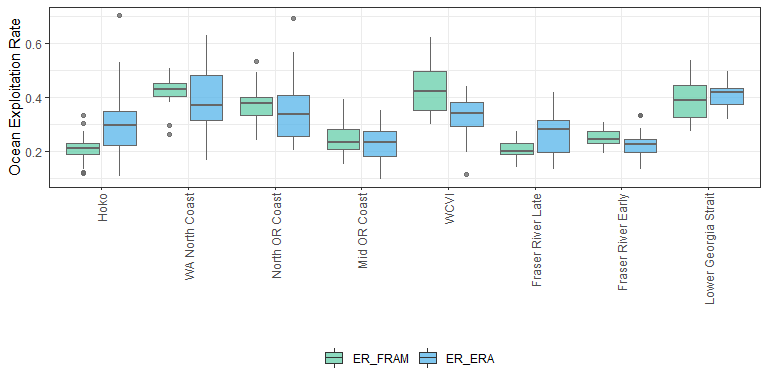 Ocean Exploitation Rate
0.6
0.4
0.2
Hoko
WA North Coast
North OR Coast
Mid OR Coast
WCVI
Fraser River Late
Fraser River Early
Lower Georgia Strait
ER_FRAM
ER_ERA